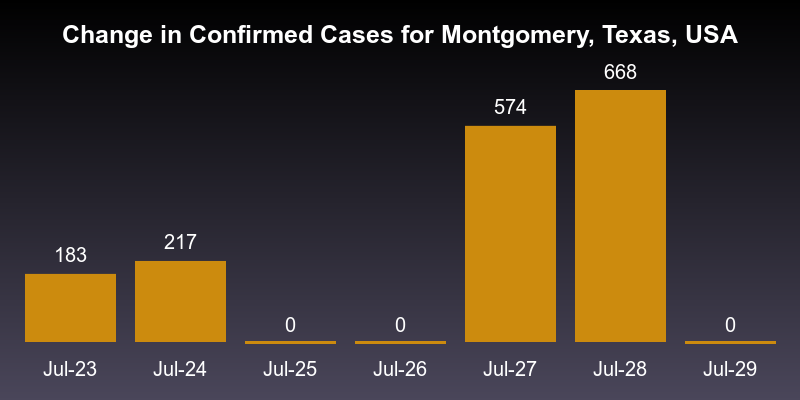 Change in Confirmed Cases for Montgomery, Texas, USA
668
574
217
183
0 0 0
Jul-23 Jul-24 Jul-25 Jul-26 Jul-27 Jul-28 Jul-29